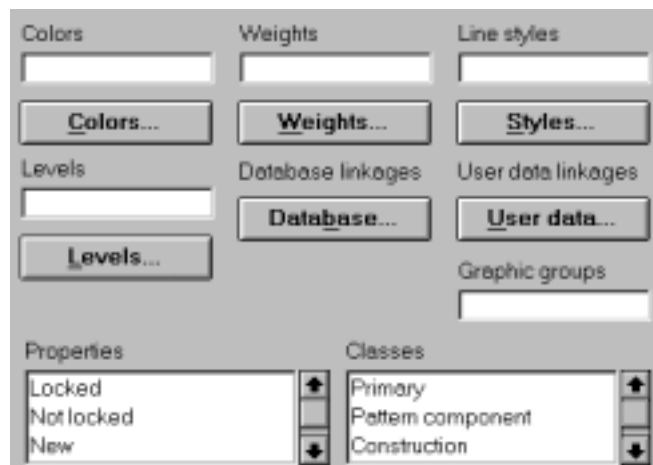 Colors Weights Line styles
Colors... Weights... Styles...
Levels Database linkages User data linkages
Database... User data...
Levels...
Graphic groups
Properties Classes
Locked Primary
Not locked Pattern component
New Construction